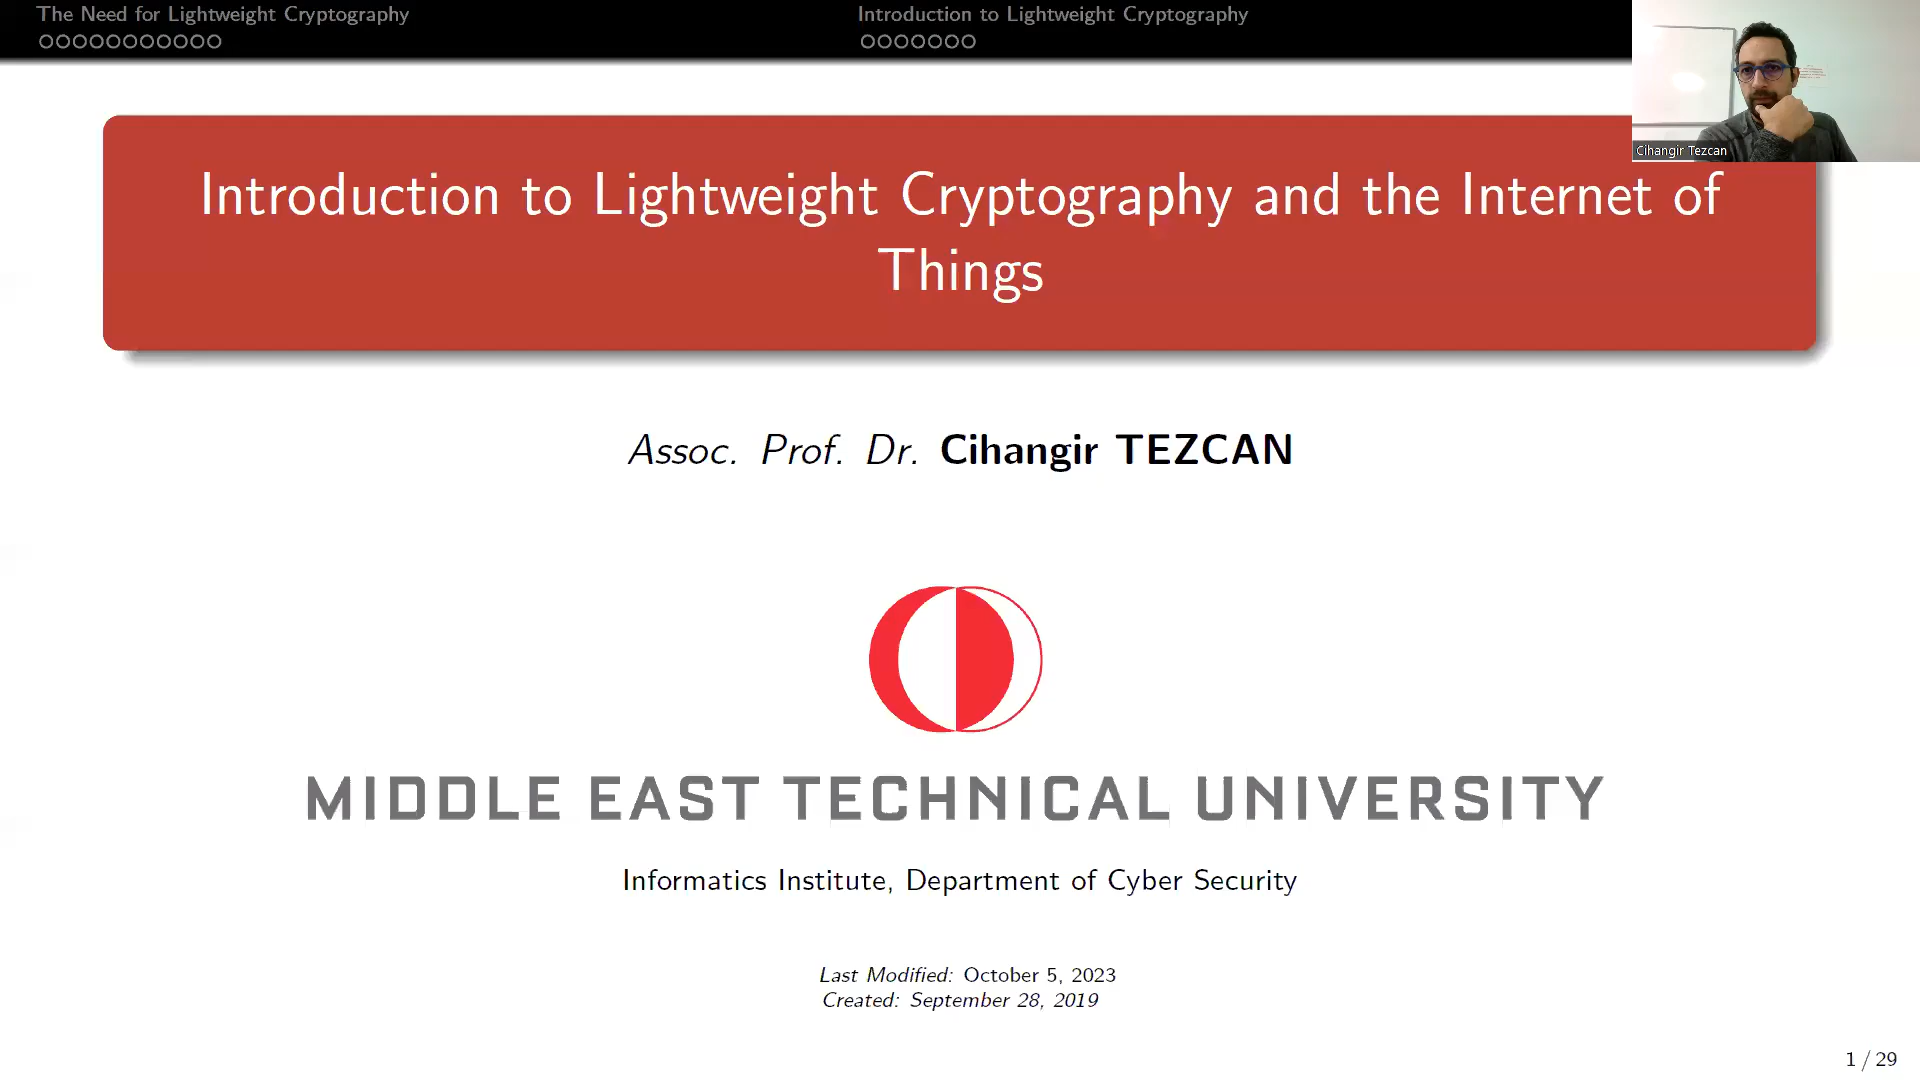 The Need for Lightweight Cryptography
Introduction to Lightweight Cryptography
Cihangir Tezcan
Introduction to Lightweight Cryptography and the Internet of
Things
Assoc. Prof. Dr. Cihangir TEZCAN
MIDDLE EAST TECHNICAL UNIVERSITY
Informatics Institute, Department of Cyber Security
Last Modified: October 5, 2023
Created: September 28, 2019
1 / 29